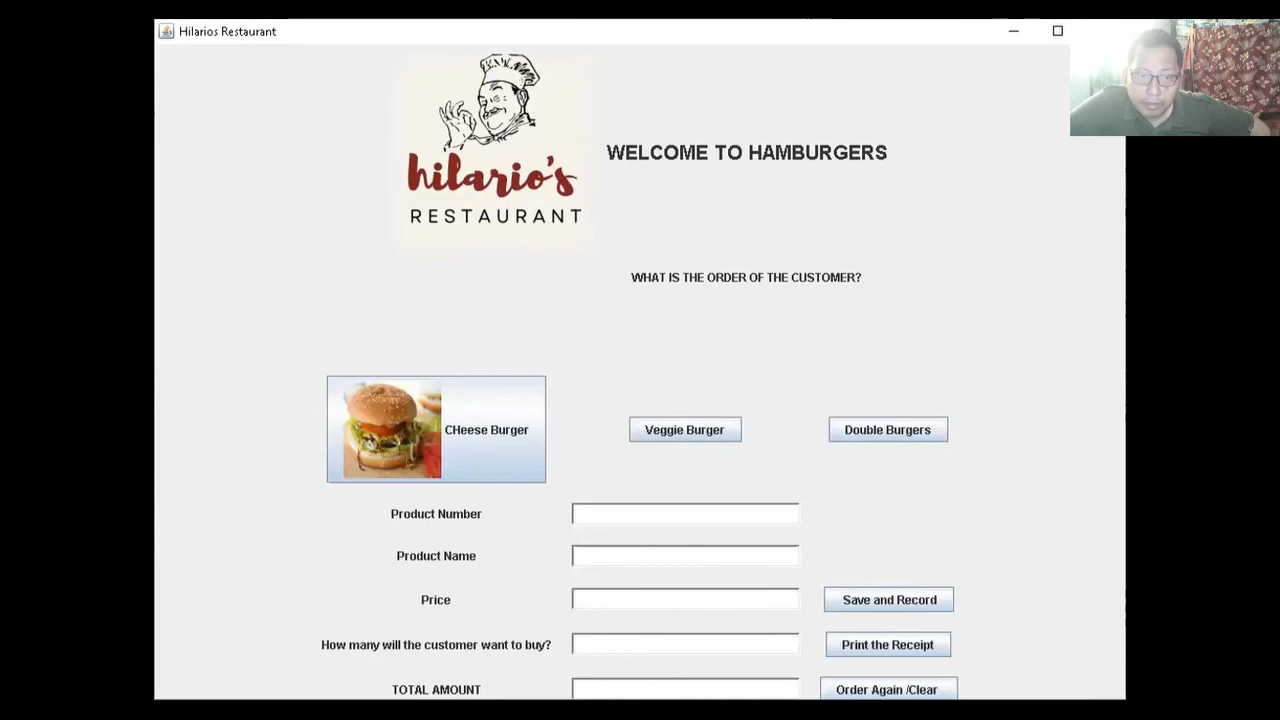 Hilarios Restaurant
hilario's
RESTAURANT
WELCOME TO HAMBURGERS
WHAT IS THE ORDER OF THE CUSTOMER?
CHeese Burger
Veggie Burger
Double Burgers
Product Number
Product Name
Price
Save and Record
How many will the customer want to buy?
Print the Receipt
TOTAL AMOUNT
Order Again /Clear